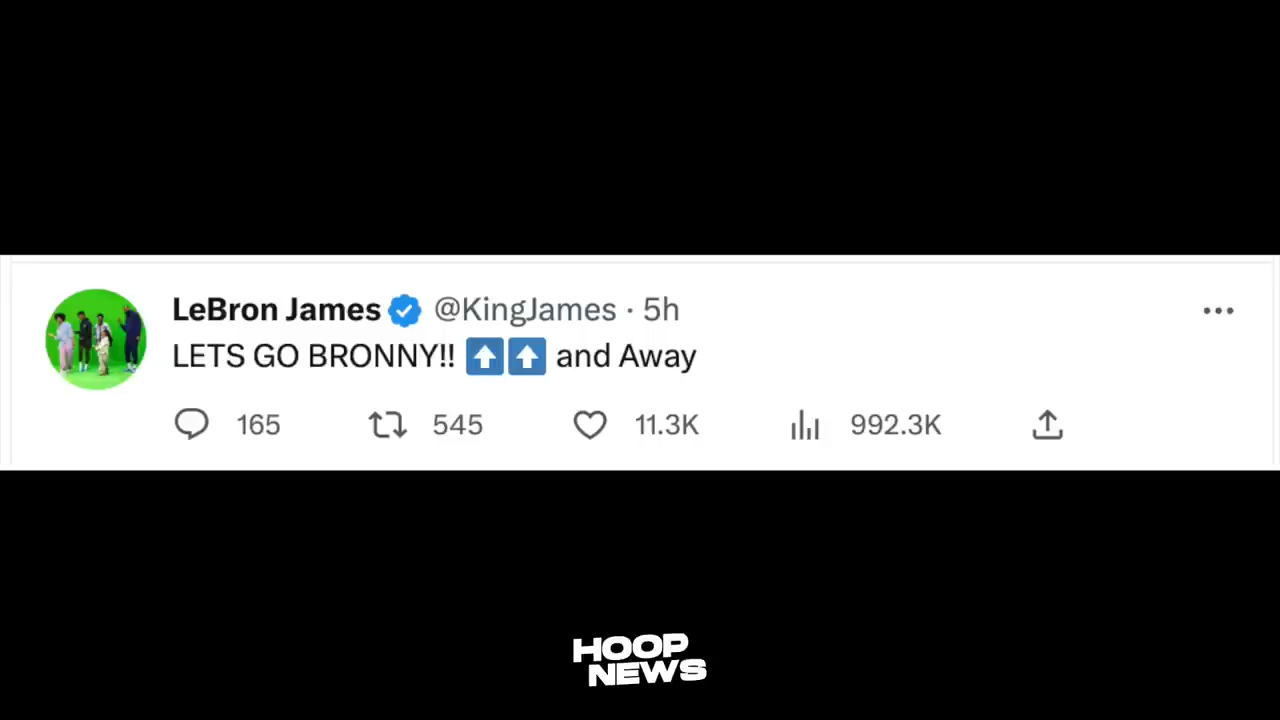 LeBron James @KingJames · 5h
LETS GO BRONNY!! ⬆️⬆️ and Away
165 545 11.3K 992.3K
HOOP
NEWS